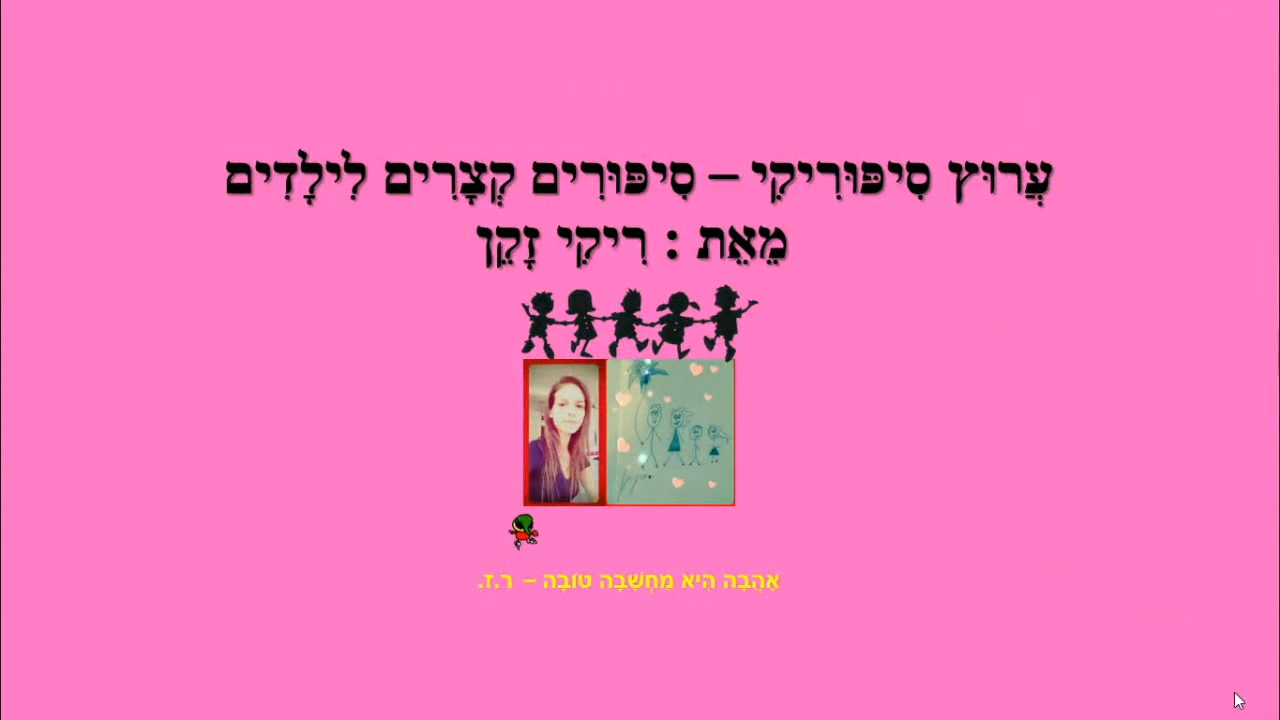 עֲרוּץ סִיפּוּרִיקִי – סִיפּוּרִים קְצָרִים לִילָדִים
מֵאֵת : רִיקִי זָקֵן
אַהֲבָה הִיא מַחְשָׁבָה טוֹבָה – ר.ז.